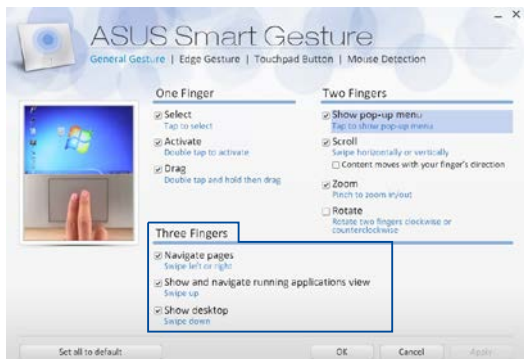 ASUS Smart Gesture
General Gesture | Edge Gesture | Touchpad Button | Mouse Detection
One Finger
Select
Tap to select
Activate
Double tap to activate
Drag
Double tap and hold then drag
Two Fingers
Show pop-up menu
Tap to show pop-up menu
Scroll
Swipe horizontally or vertically
Content moves with your finger's direction
Zoom
Pinch to zoom in/out
Rotate
Rotate two fingers clockwise or
counterclockwise
Three Fingers
Navigate pages
Swipe left or right
Show and navigate running applications view
Swipe up
Show desktop
Swipe down
Set all to default
OK
Cancel
Apply